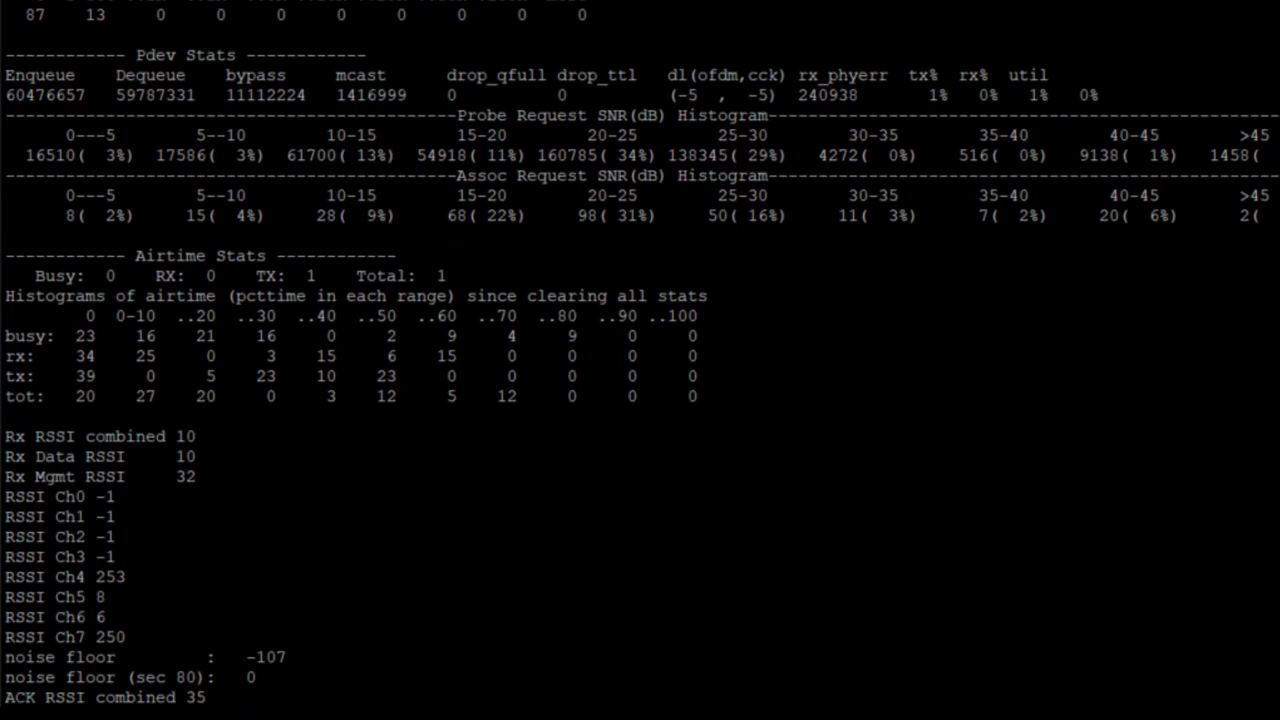 87 13 0 0 0 0 0 0 0 0
------------ Pdev Stats ------------
Enqueue Dequeue bypass mcast drop_qfull drop_ttl dl(ofdm,cck) rx_phyerr tx% rx% util
60476657 59787331 11112224 1416999 0 0 (-5 , -5) 240938 1% 0% 1% 0%
---------------------------------------------Probe Request SNR(dB) Histogram---------------------------------------------------
0---5 5--10 10-15 15-20 20-25 25-30 30-35 35-40 40-45 >45
16510( 3%) 17586( 3%) 61700( 13%) 54918( 11%) 160785( 34%) 138345( 29%) 4272( 0%) 516( 0%) 9138( 1%) 1458(
---------------------------------------------Assoc Request SNR(dB) Histogram---------------------------------------------------
0---5 5--10 10-15 15-20 20-25 25-30 30-35 35-40 40-45 >45
8( 2%) 15( 4%) 28( 9%) 68( 22%) 98( 31%) 50( 16%) 11( 3%) 7( 2%) 20( 6%) 2(
------------ Airtime Stats ------------
Busy: 0 RX: 0 TX: 1 Total: 1
Histograms of airtime (pcttime in each range) since clearing all stats
0 0-10 ..20 ..30 ..40 ..50 ..60 ..70 ..80 ..90 ..100
busy: 23 16 21 16 0 2 9 4 9 0 0
rx: 34 25 0 3 15 6 15 0 0 0 0
tx: 39 0 5 23 10 23 0 0 0 0 0
tot: 20 27 20 0 3 12 5 12 0 0 0
Rx RSSI combined 10
Rx Data RSSI 10
Rx Mgmt RSSI 32
RSSI Ch0 -1
RSSI Ch1 -1
RSSI Ch2 -1
RSSI Ch3 -1
RSSI Ch4 253
RSSI Ch5 8
RSSI Ch6 6
RSSI Ch7 250
noise floor : -107
noise floor (sec 80): 0
ACK RSSI combined 35